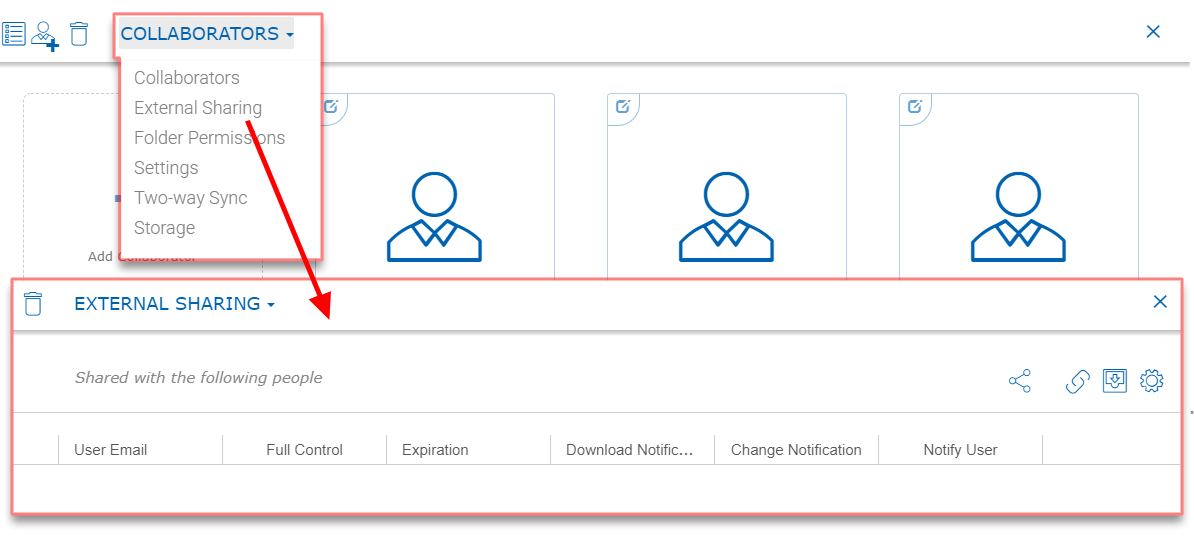 COLLABORATORS
Collaborators
External Sharing
Folder Permissions
Settings
Two-way Sync
Storage
Add Collaborator
EXTERNAL SHARING
Shared with the following people
User Email Full Control Expiration Download Notific... Change Notification Notify User